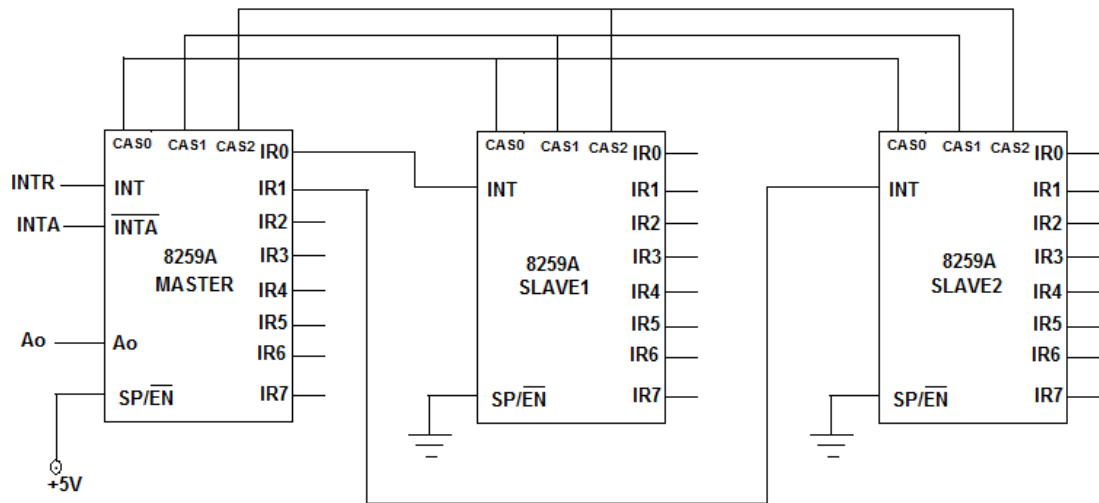 CAS0 CAS1 CAS2
IR0
INTR
INT
IR1
INTA
INTA
IR2
8259A
MASTER
IR3
IR4
IR5
Ao
Ao
IR6
SP/EN
IR7
+5V
CAS0 CAS1 CAS2
IR0
INT
IR1
IR2
8259A
SLAVE1
IR3
IR4
IR5
IR6
SP/EN
IR7
CAS0 CAS1 CAS2
IR0
INT
IR1
IR2
8259A
SLAVE2
IR3
IR4
IR5
IR6
SP/EN
IR7